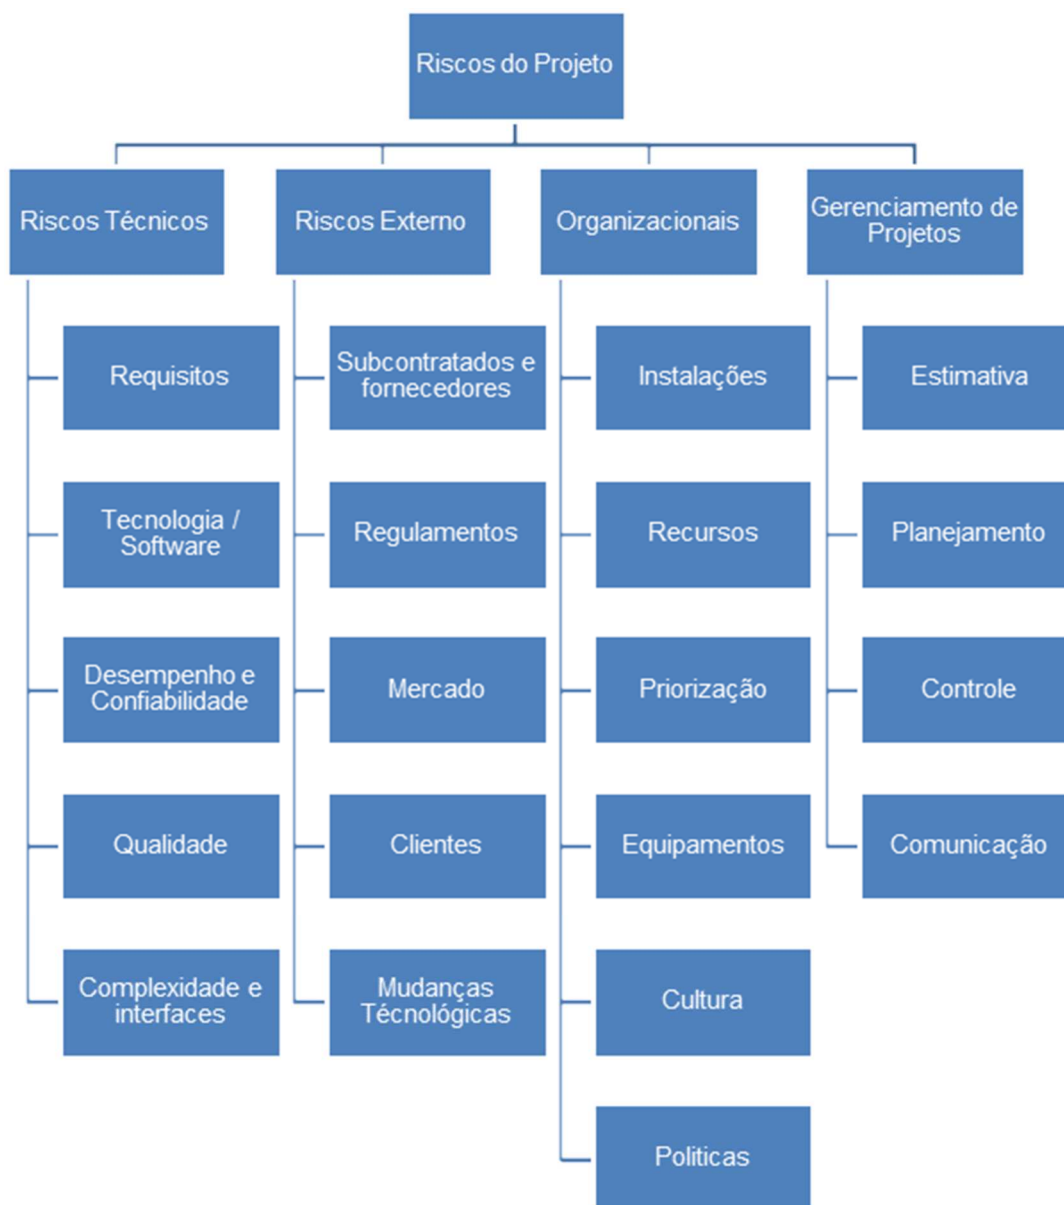 Riscos do Projeto
Riscos Técnicos
Riscos Externo
Organizacionais
Gerenciamento de
Projetos
Requisitos
Tecnologia /
Software
Desempenho e
Confiabilidade
Qualidade
Complexidade e
interfaces
Subcontratados e
fornecedores
Regulamentos
Mercado
Clientes
Mudanças
Técnológicas
Instalações
Recursos
Priorização
Equipamentos
Cultura
Politicas
Estimativa
Planejamento
Controle
Comunicação